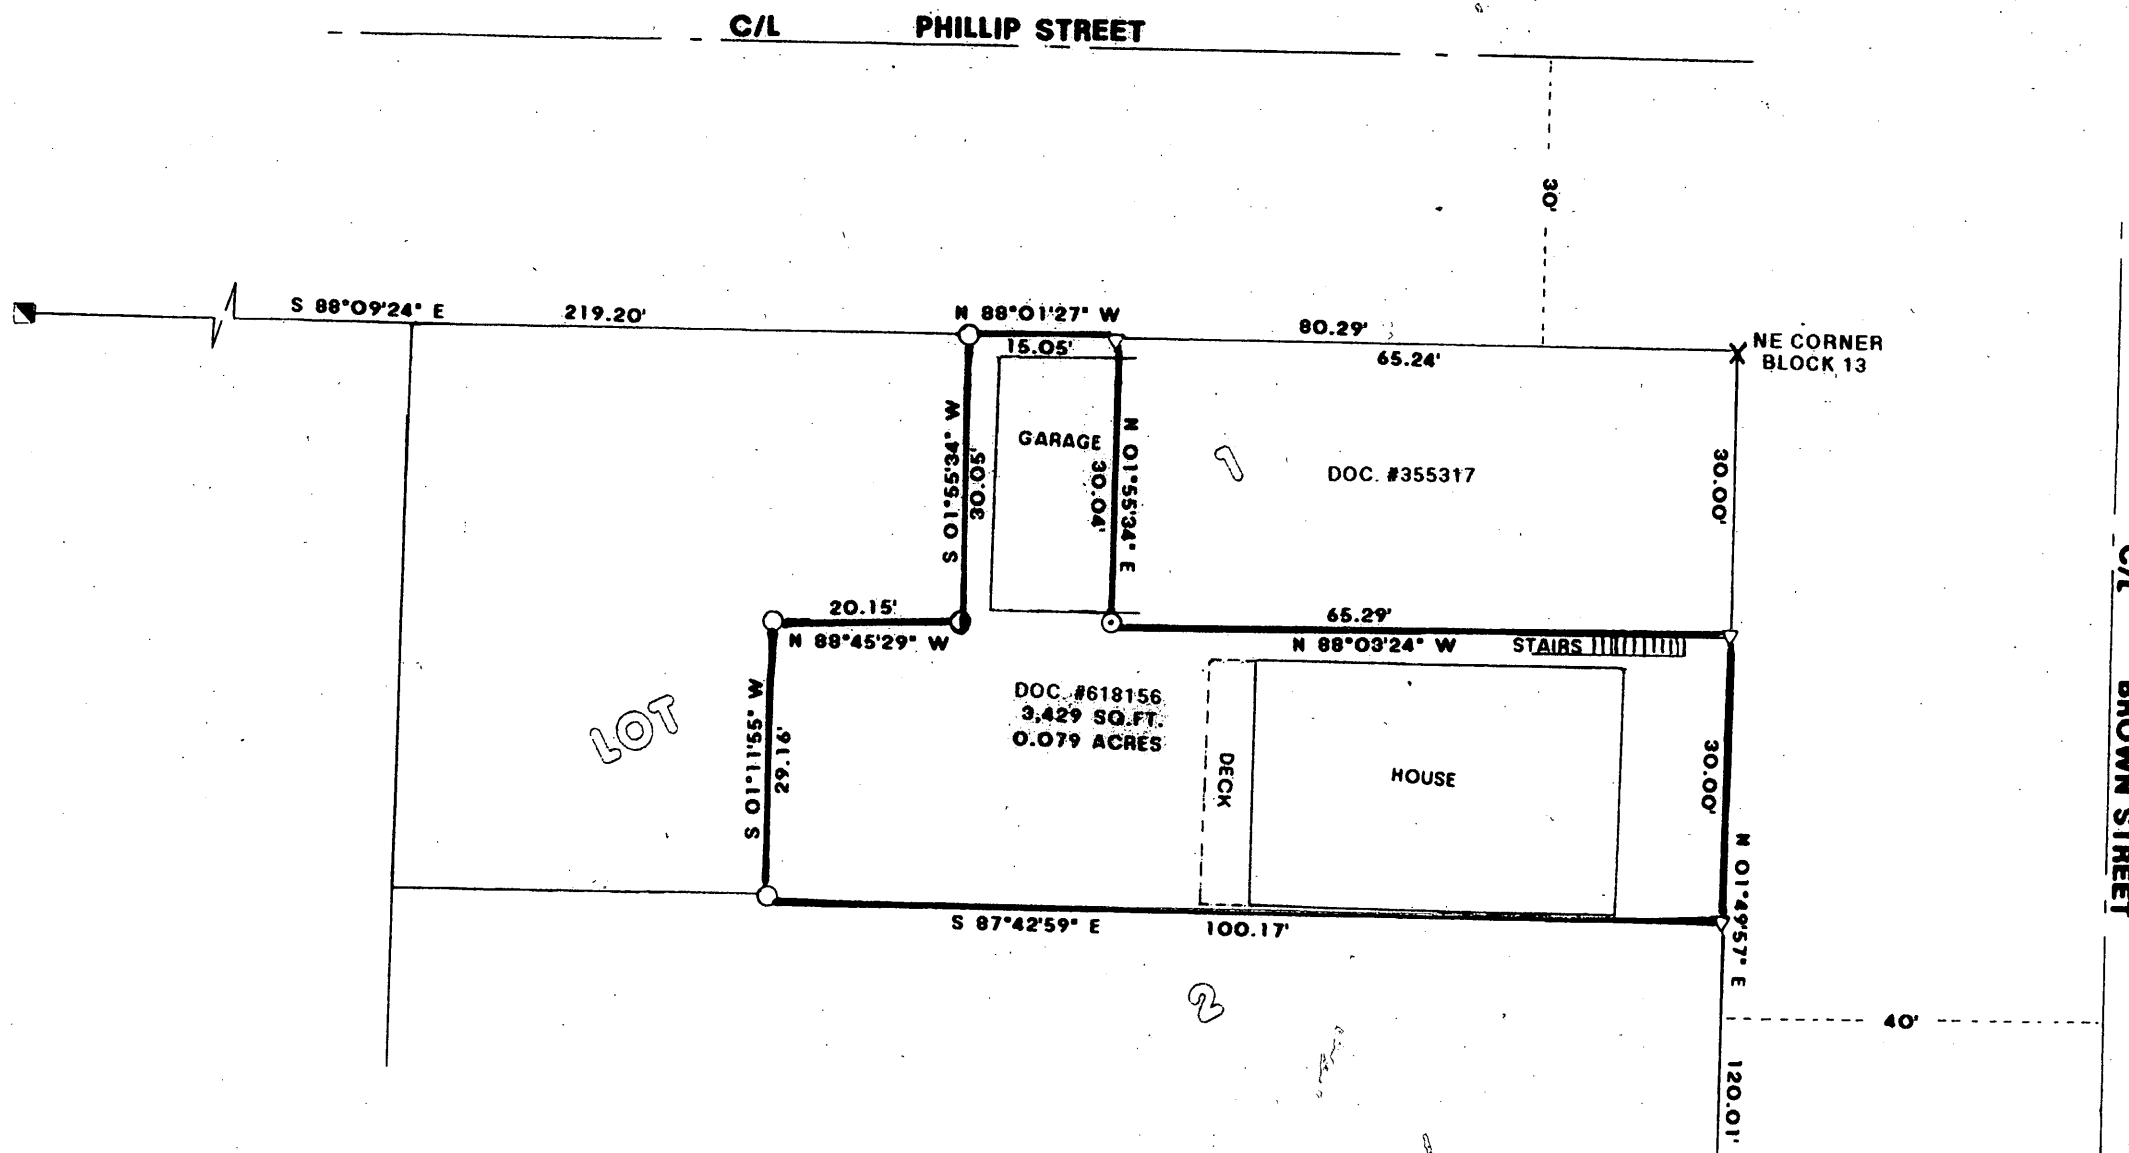 C/L PHILLIP STREET
30'
S 88°09'24" E 219.20'
N 88°01'27" W
15.05'
80.29'
65.24'
NE CORNER
BLOCK 13
S 01°55'34" W
30.05'
GARAGE
30.04'
N 01°55'34" E
1
DOC. #355317
30.00'
20.15'
N 88°45'29" W
65.29'
N 88°03'24" W
STAIRS
C/L BROWN STREET
LOT
S 01°11'55" W
29.16'
DOC. #618156
3,429 SQ.FT.
0.079 ACRES
DECK
HOUSE
30.00'
N 01°49'57" E
S 87°42'59" E 100.17'
2
40'
120.01'